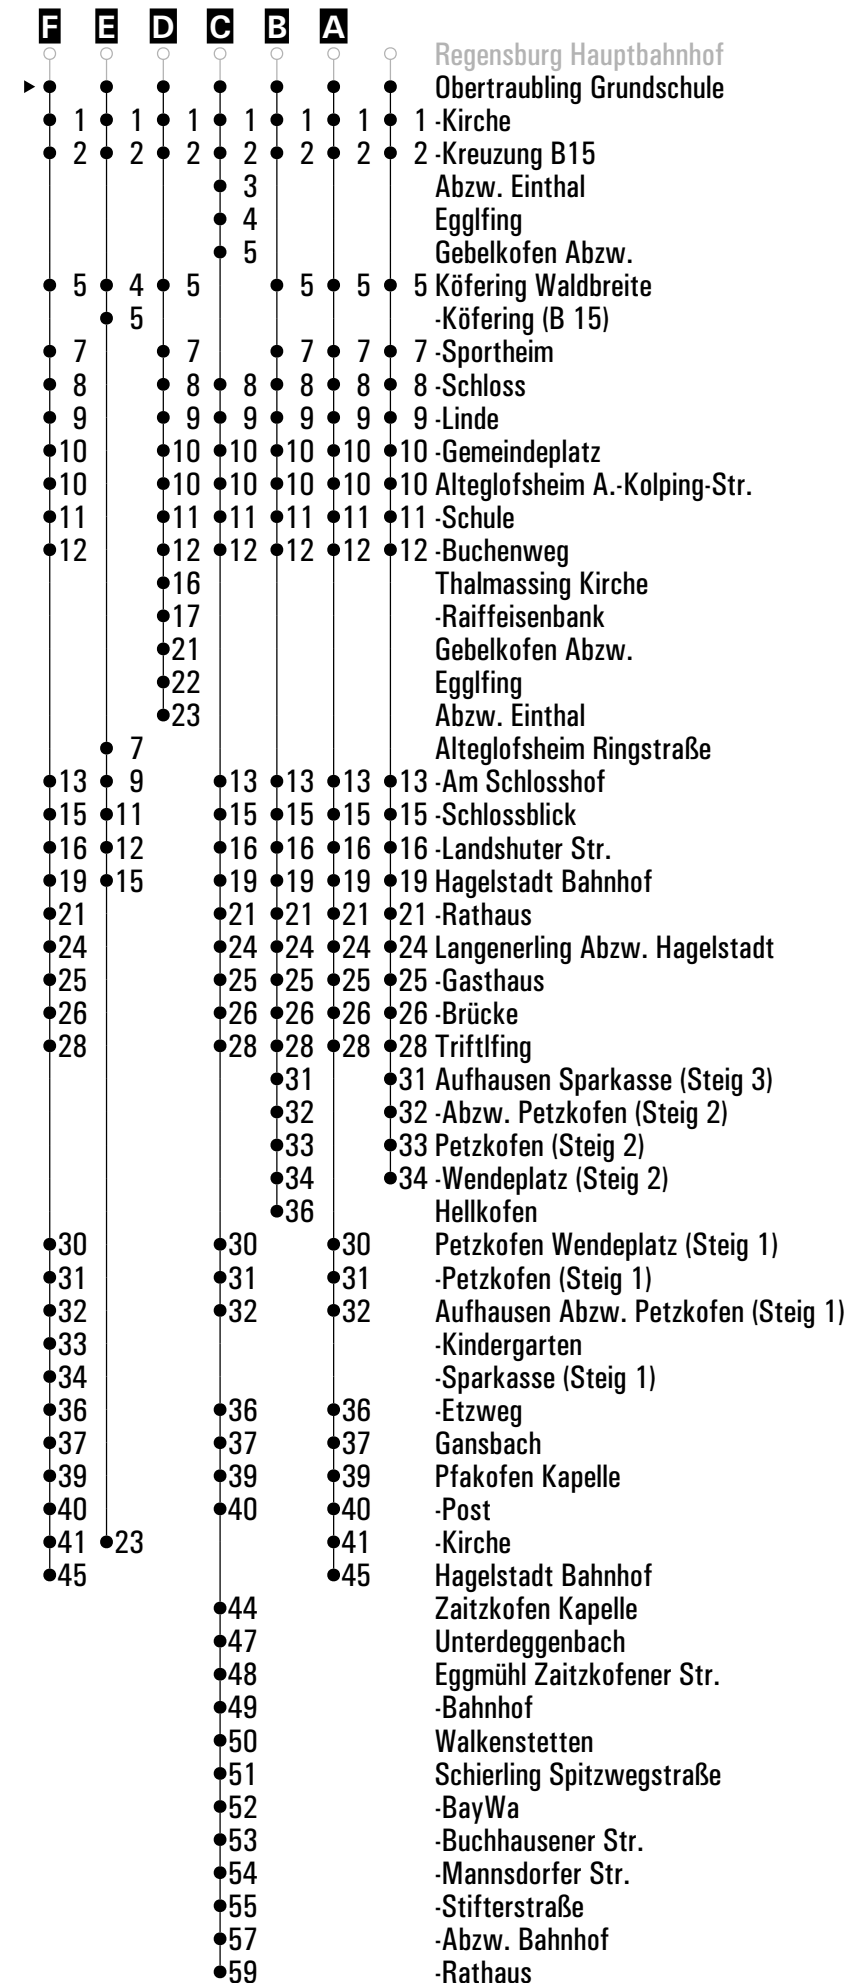 F E D C B A
Regensburg Hauptbahnhof
Obertraubling Grundschule
1 1 1 1 1 1 1 -Kirche
2 2 2 2 2 2 2 -Kreuzung B15
3 Abzw. Einthal
4 Egglfing
5 Gebelkofen Abzw.
5 4 5 5 5 5 Köfering Waldbreite
5 -Köfering (B 15)
7 7 7 7 7 -Sportheim
8 8 8 8 8 8 -Schloss
9 9 9 9 9 9 -Linde
10 10 10 10 10 10 -Gemeindeplatz
10 10 10 10 10 10 Alteglofsheim A.-Kolping-Str.
11 11 11 11 11 11 -Schule
12 12 12 12 12 12 -Buchenweg
16 Thalmassing Kirche
17 -Raiffeisenbank
21 Gebelkofen Abzw.
22 Egglfing
23 Abzw. Einthal
7 Alteglofsheim Ringstraße
13 9 13 13 13 13 -Am Schlosshof
15 11 15 15 15 15 -Schlossblick
16 12 16 16 16 16 -Landshuter Str.
19 15 19 19 19 19 Hagelstadt Bahnhof
21 21 21 21 21 -Rathaus
24 24 24 24 24 Langenerling Abzw. Hagelstadt
25 25 25 25 25 -Gasthaus
26 26 26 26 26 -Brücke
28 28 28 28 28 Triftlfing
31 31 Aufhausen Sparkasse (Steig 3)
32 32 -Abzw. Petzkofen (Steig 2)
33 33 Petzkofen (Steig 2)
34 34 -Wendeplatz (Steig 2)
36 Hellkofen
30 30 30 Petzkofen Wendeplatz (Steig 1)
31 31 31 -Petzkofen (Steig 1)
32 32 32 Aufhausen Abzw. Petzkofen (Steig 1)
33 -Kindergarten
34 -Sparkasse (Steig 1)
36 36 36 -Etzweg
37 37 37 Gansbach
39 39 39 Pfakofen Kapelle
40 40 40 -Post
41 23 41 -Kirche
45 45 Hagelstadt Bahnhof
44 Zaitzkofen Kapelle
47 Unterdeggenbach
48 Eggmühl Zaitzkofener Str.
49 -Bahnhof
50 Walkenstetten
51 Schierling Spitzwegstraße
52 -BayWa
53 -Buchhausener Str.
54 -Mannsdorfer Str.
55 -Stifterstraße
57 -Abzw. Bahnhof
59 -Rathaus